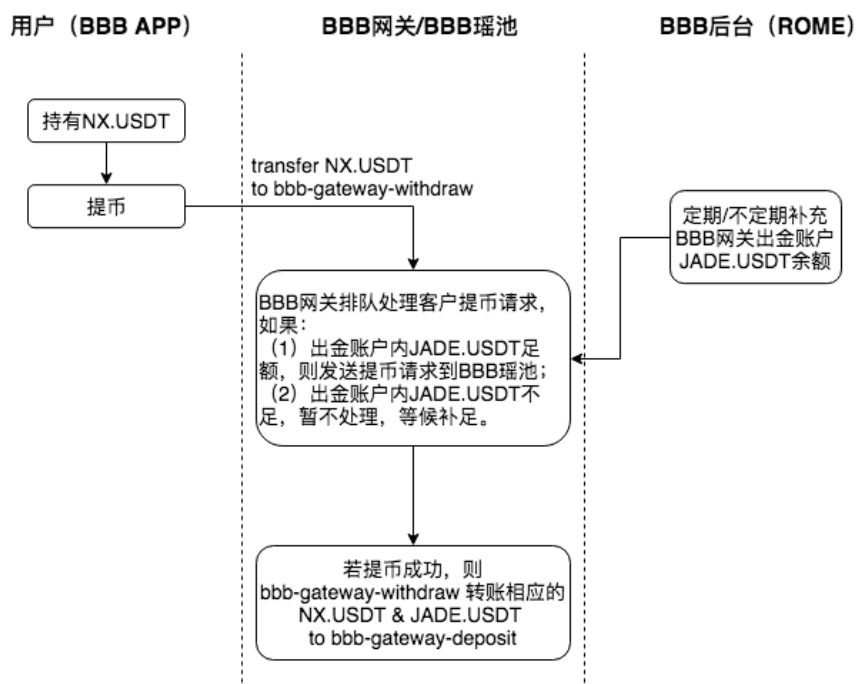 用户（BBB APP）
BBB网关/BBB瑶池
BBB后台（ROME）
持有NX.USDT
提币
transfer NX.USDT
to bbb-gateway-withdraw
定期/不定期补充
BBB网关出金账户
JADE.USDT余额
BBB网关排队处理客户提币请求，
如果：
（1）出金账户内JADE.USDT足
额，则发送提币请求到BBB瑶池；
（2）出金账户内JADE.USDT不
足，暂不处理，等候补足。
若提币成功，则
bbb-gateway-withdraw 转账相应的
NX.USDT & JADE.USDT
to bbb-gateway-deposit